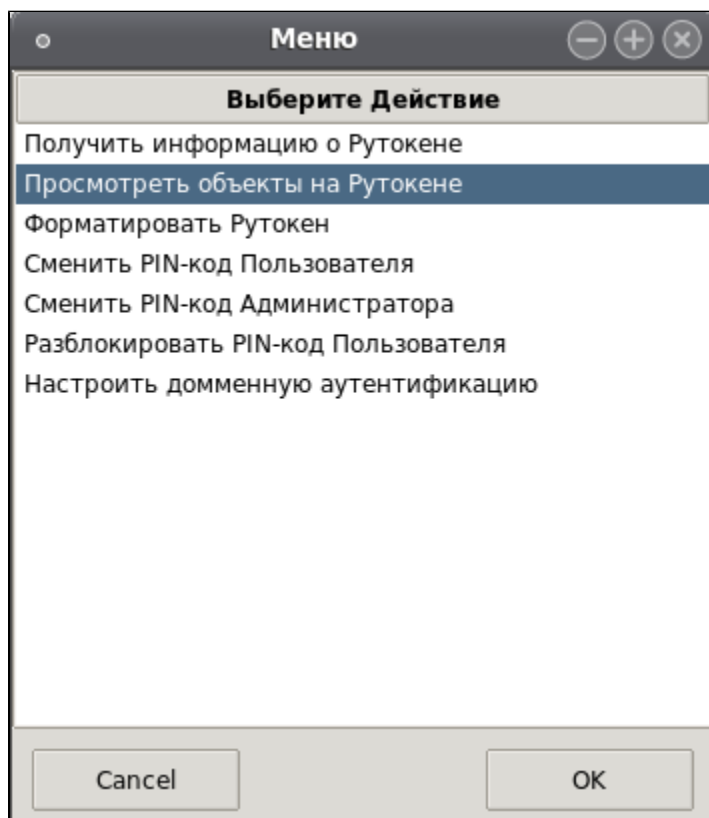 Меню
Выберите Действие
Получить информацию о Рутокене
Просмотреть объекты на Рутокене
Форматировать Рутокен
Сменить PIN-код Пользователя
Сменить PIN-код Администратора
Разблокировать PIN-код Пользователя
Настроить домменную аутентификацию
Cancel
OK